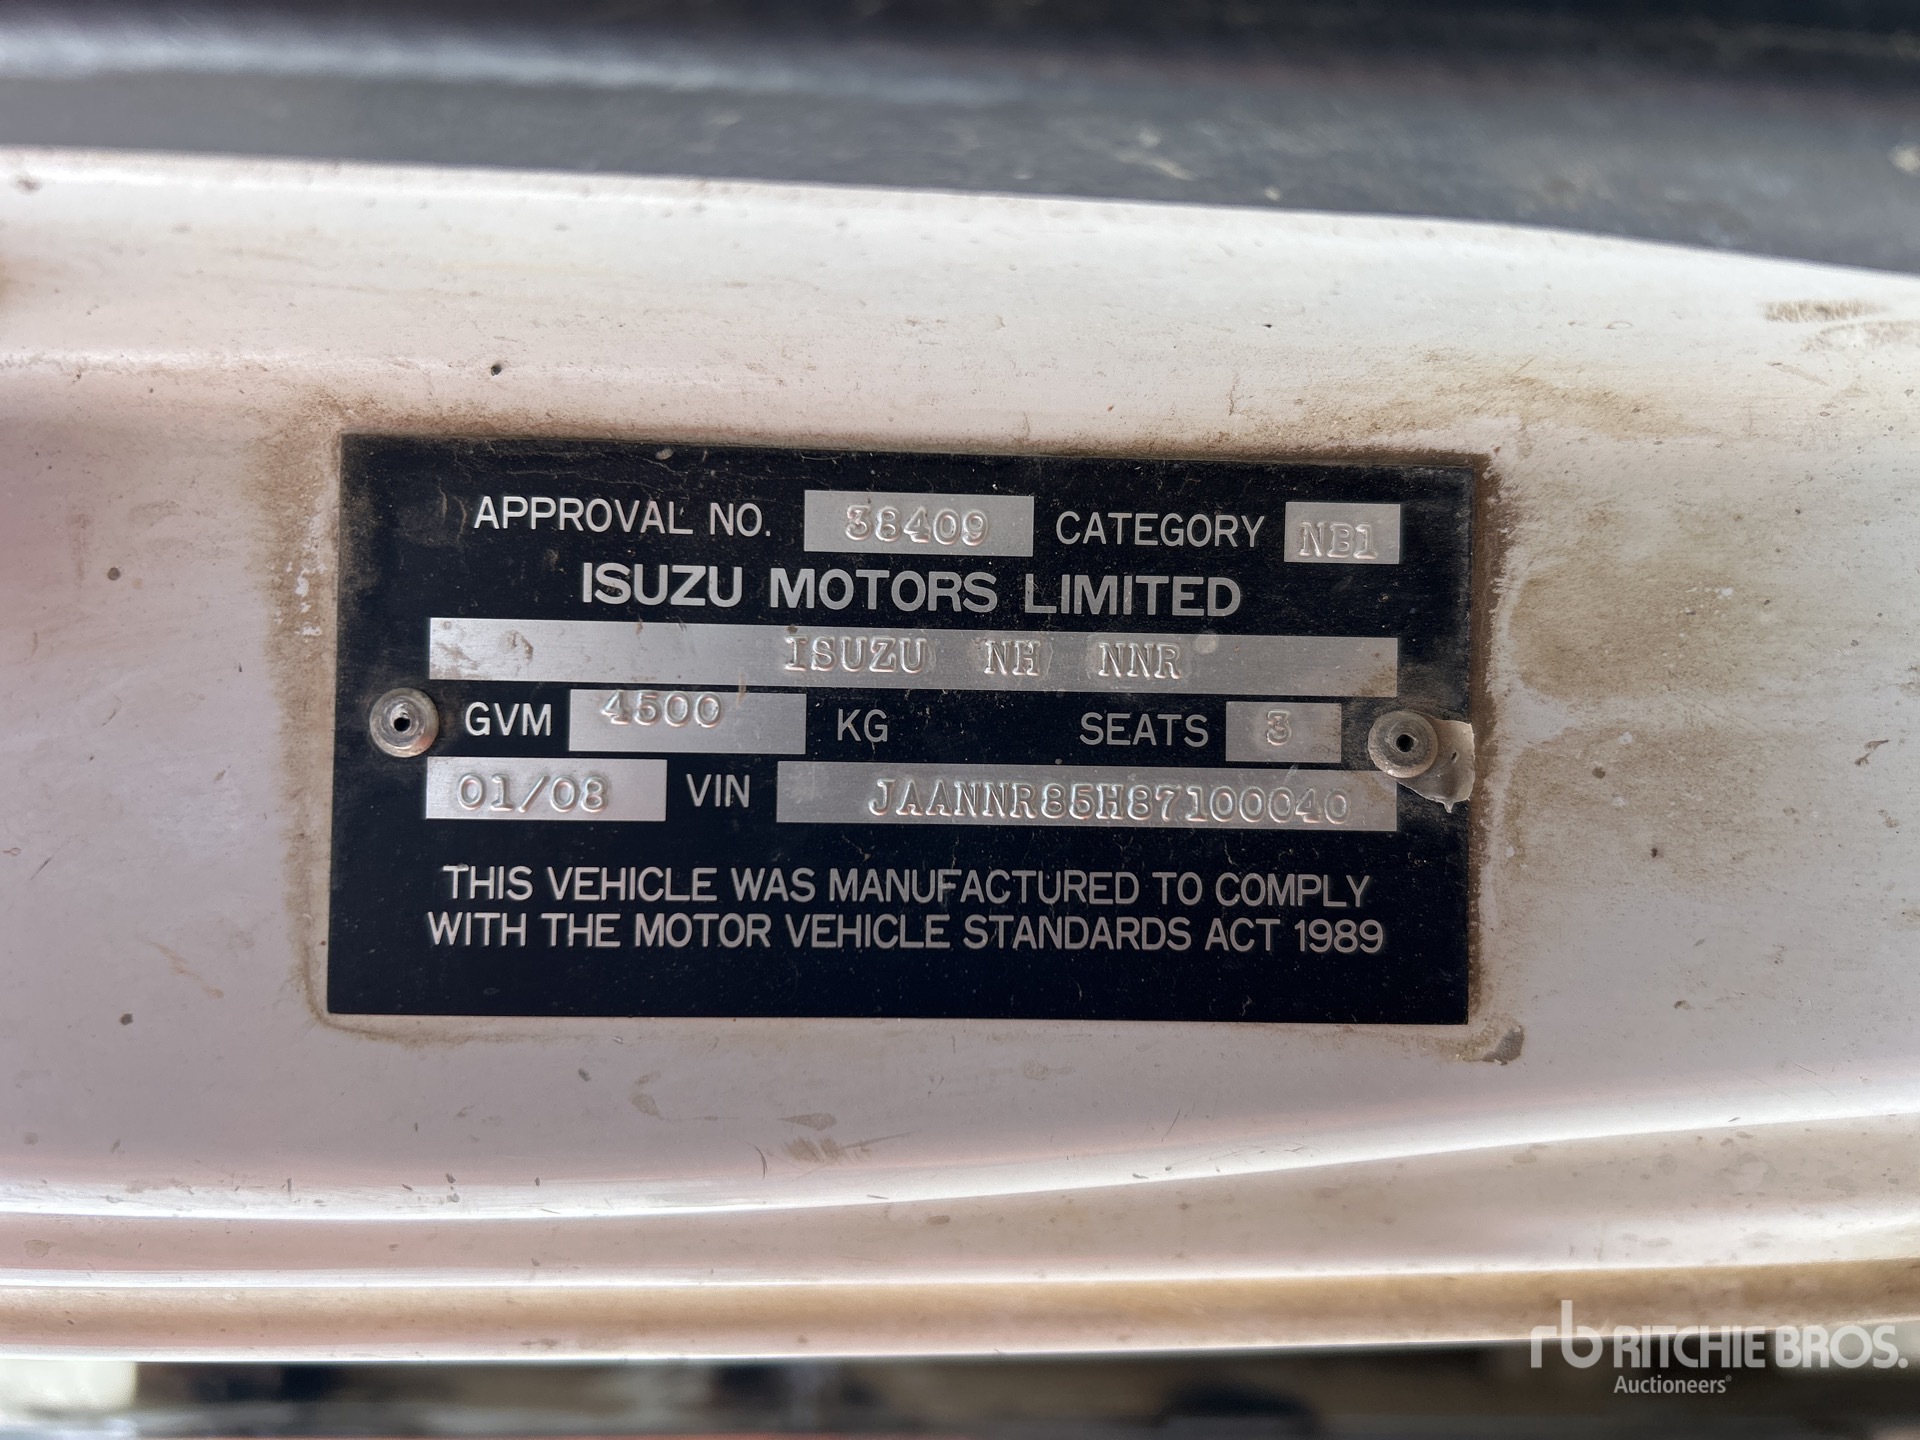 APPROVAL NO. 38409 CATEGORY NB1
ISUZU MOTORS LIMITED
ISUZU NH NNR
GVM 4500 KG SEATS 3
01/08 VIN JAANNR85H87100040
THIS VEHICLE WAS MANUFACTURED TO COMPLY
WITH THE MOTOR VEHICLE STANDARDS ACT 1989
rb RITCHIE BROS.
Auctioneers®